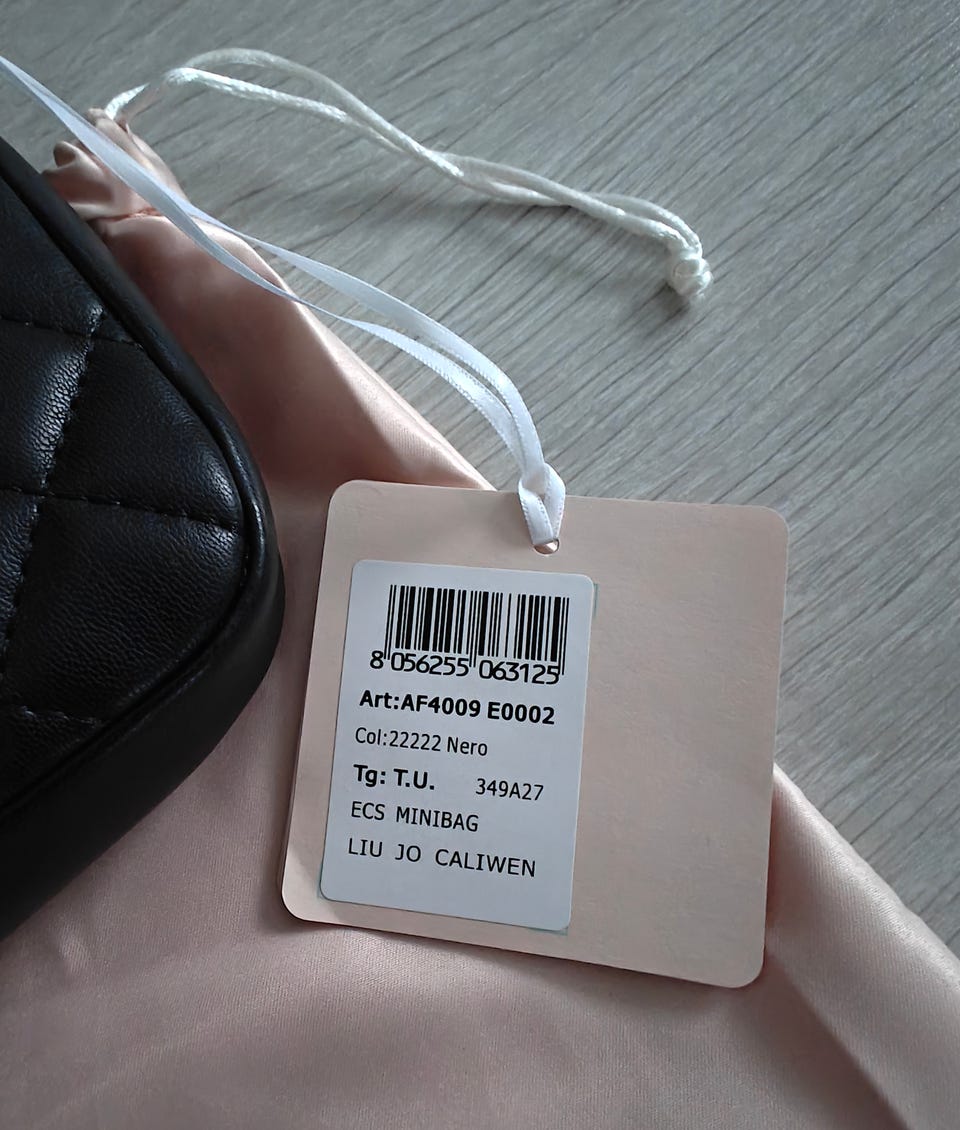 8 056255 063125
Art:AF4009 E0002
Col:22222 Nero
Tg: T.U. 349A27
ECS MINIBAG
LIU JO CALIWEN